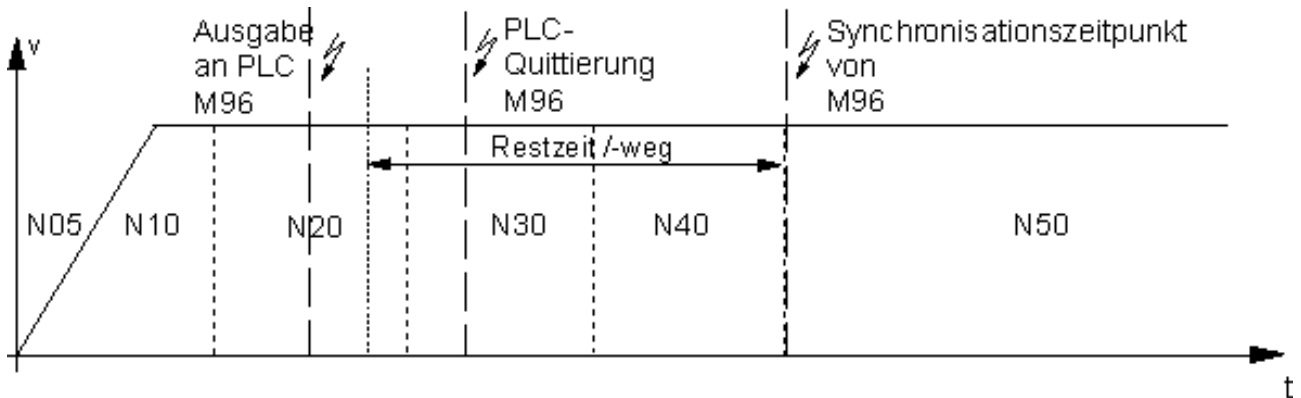 v
Ausgabe
an PLC
M96
PLC-
Quittierung
M96
Synchronisationszeitpunkt
von
M96
Restzeit /-weg
N05 N10 N20 N30 N40 N50
t